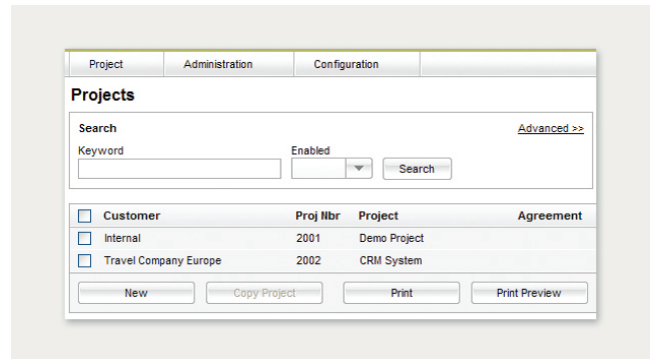 Project Administration Configuration
Projects
Search Advanced >>
Keyword Enabled
Search
Customer Proj Nbr Project Agreement
Internal 2001 Demo Project
Travel Company Europe 2002 CRM System
New Copy Project Print Print Preview